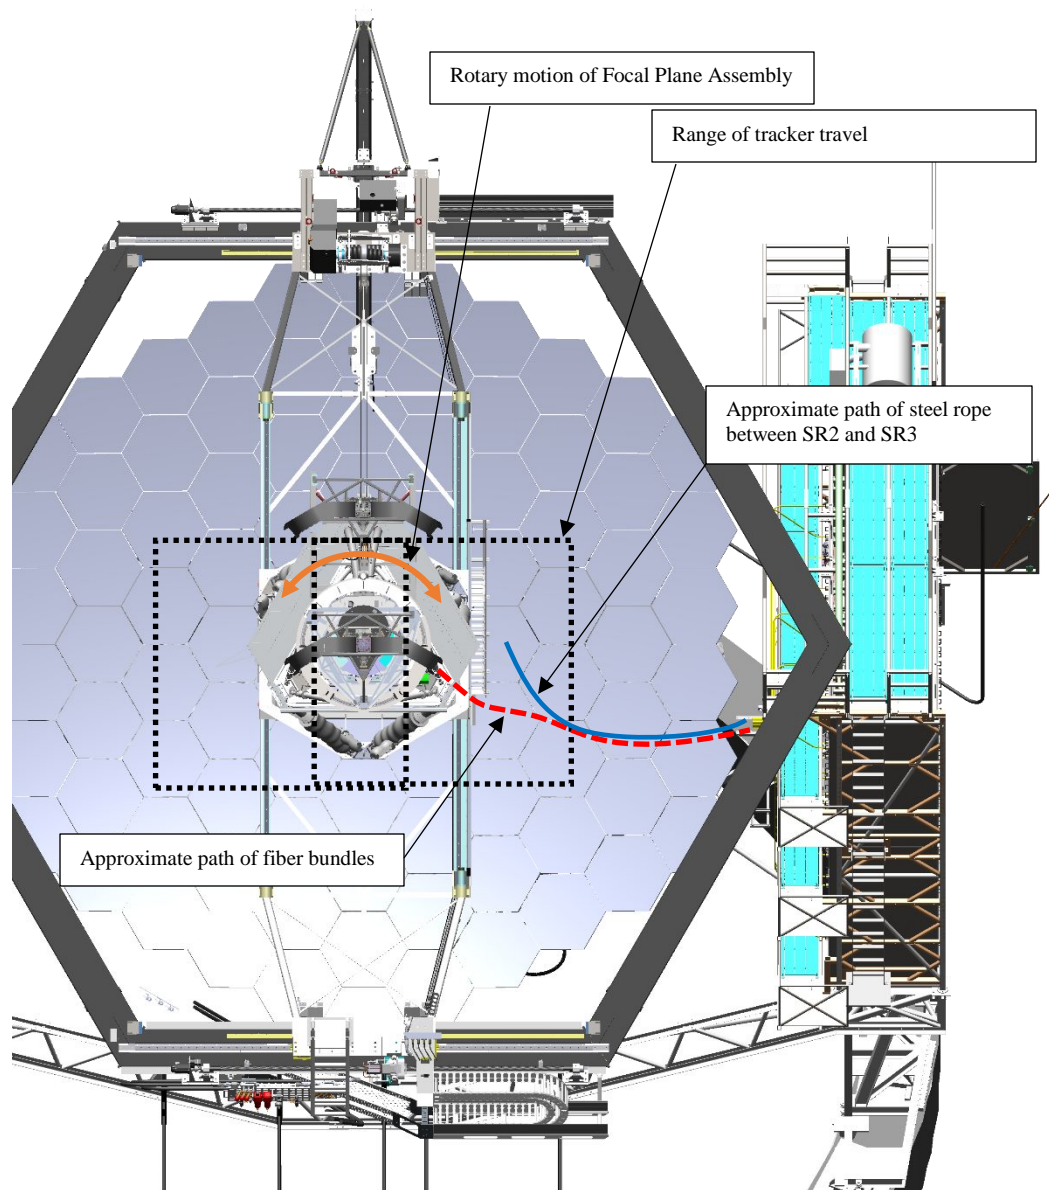 Rotary motion of Focal Plane Assembly
Range of tracker travel
Approximate path of steel rope
between SR2 and SR3
Approximate path of fiber bundles